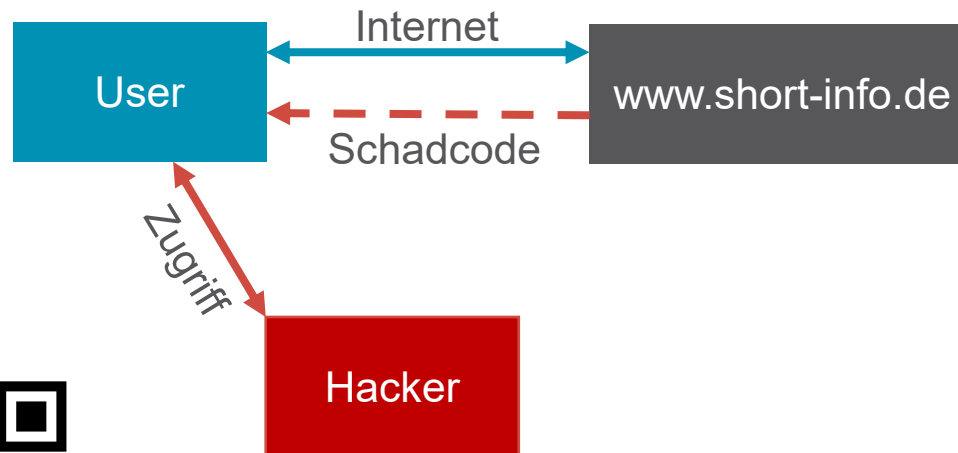 Internet
User
www.short-info.de
Schadcode
Zugriff
Hacker